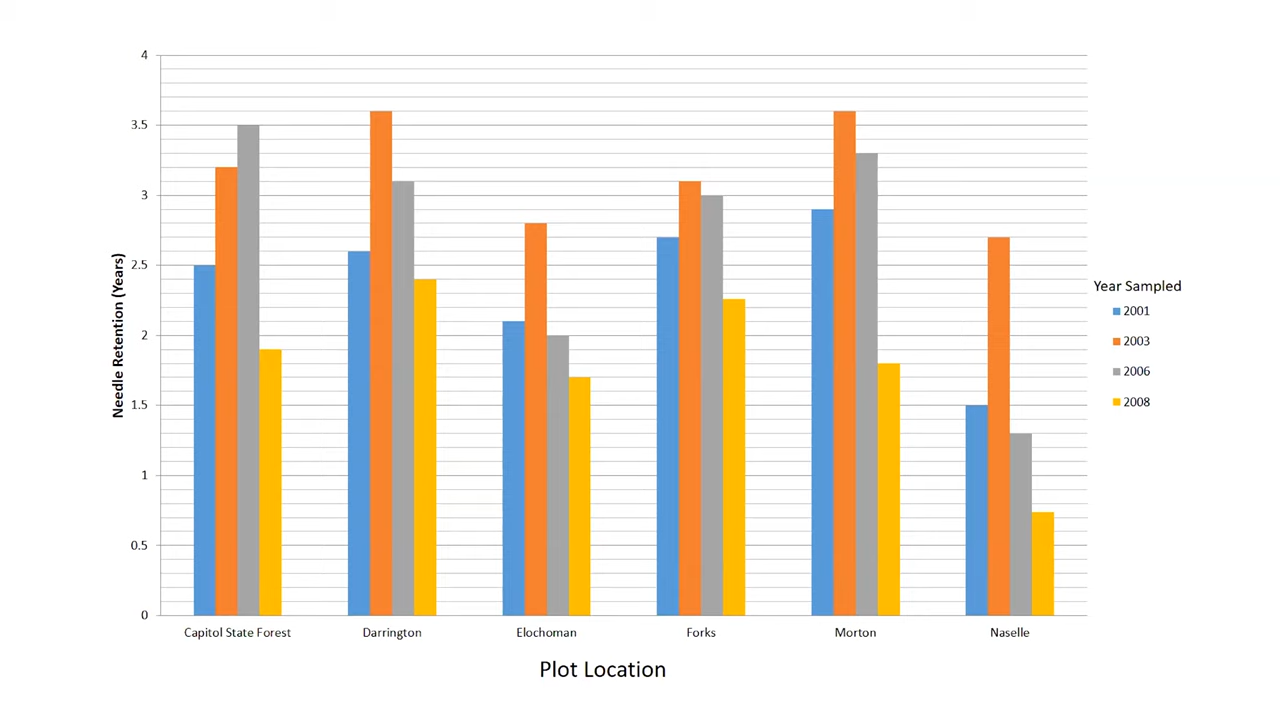 4
3.5
3
2.5
2
1.5
1
0.5
0
Needle Retention (Years)
Capitol State Forest
Darrington
Elochoman
Forks
Morton
Naselle
Plot Location
Year Sampled
2001
2003
2006
2008